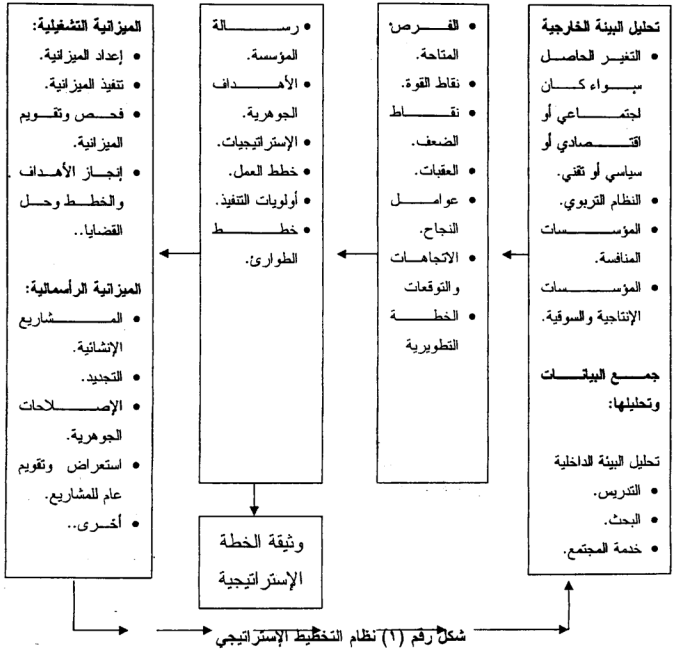 تحليل البيئة الخارجية
• التغير الحاصل
سواء كان
اجتماعي أو
اقتصادي أو
سياسي أو تقني.
• النظام التربوي.
• المؤسسات
المنافسة.
• المؤسسات
الإنتاجية والسوقية.
جمع البيانات
وتحليلها:
تحليل البيئة الداخلية
• التدريس.
• البحث.
• خدمة المجتمع.
• الفرص
المتاحة.
• نقاط القوة.
• نقاط
الضعف.
• العقبات.
• عوامل
النجاح.
• الاتجاهات
والتوقعات
• الخطة
التطويرية
• رسالة
المؤسسة.
• الأهداف
الجوهرية.
• الإستراتيجيات.
• خطط العمل.
• أولويات التنفيذ.
• خطط
الطوارئ.
وثيقة الخطة
الإستراتيجية
الميزانية التشغيلية:
• إعداد الميزانية.
• تنفيذ الميزانية.
• فحص وتقويم
الميزانية.
• إنجاز الأهداف
والخطط وحل
القضايا..
الميزانية الرأسمالية:
• المشاريع
الإنشائية.
• التجديد.
• الإصلاحات
الجوهرية.
• استعراض وتقويم
عام للمشاريع.
• أخرى..
شكل رقم (١) نظام التخطيط الإستراتيجي